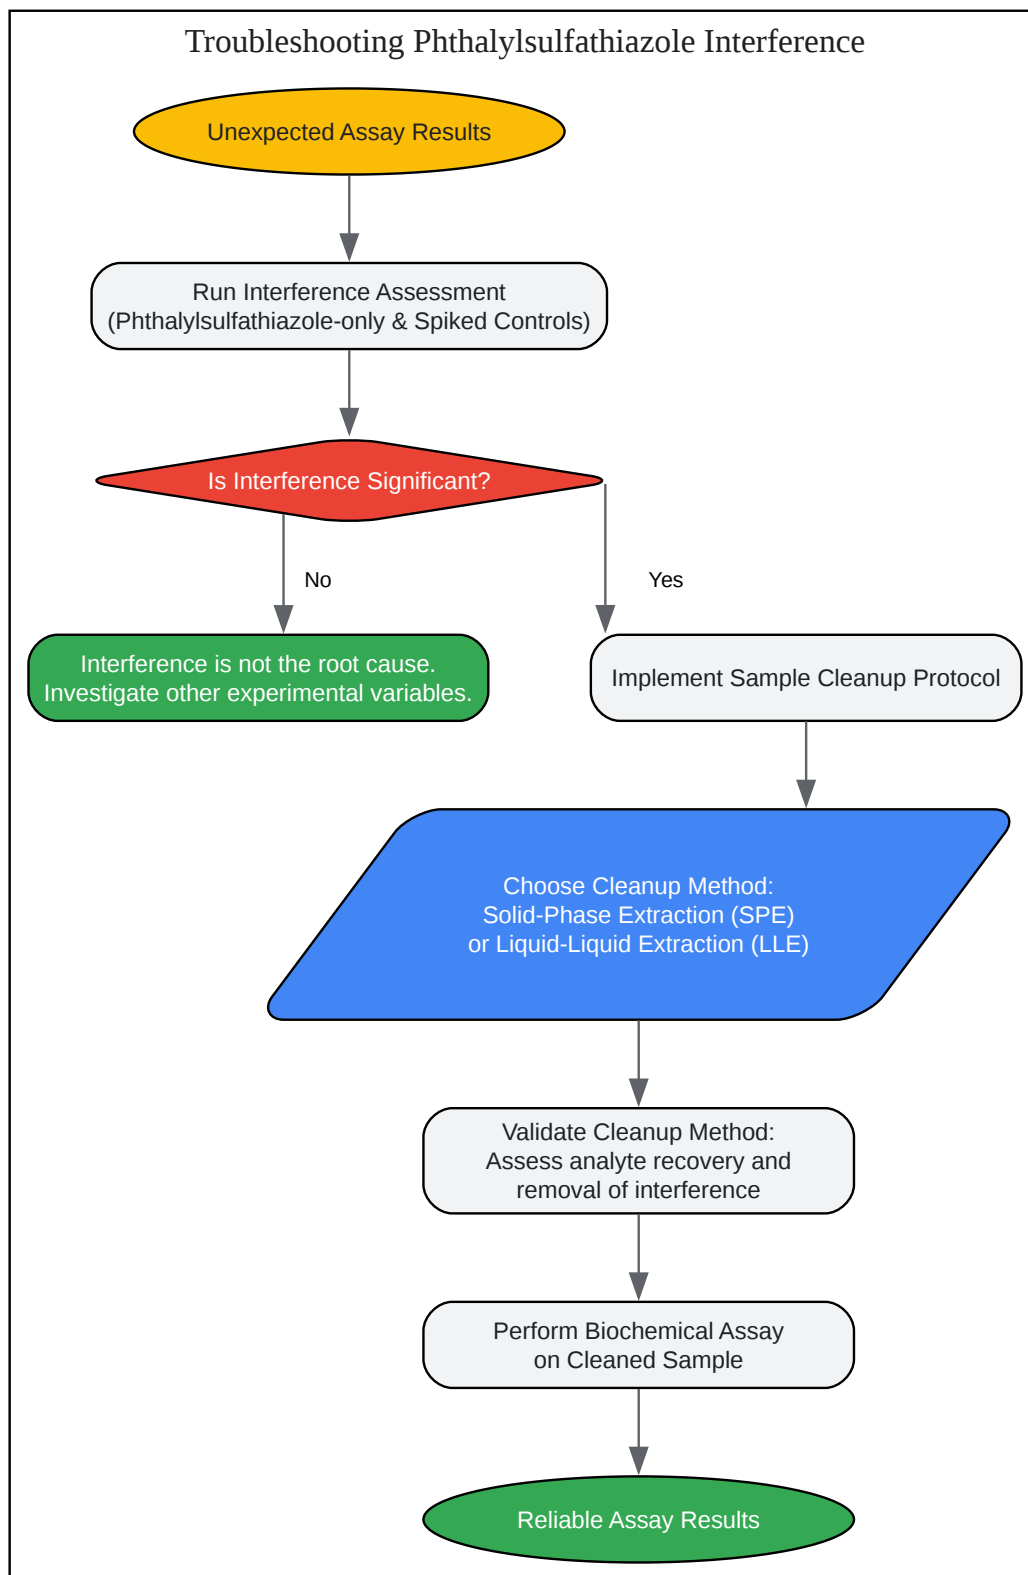 Troubleshooting Phthalylsulfathiazole Interference
Unexpected Assay Results
Run Interference Assessment
(Phthalylsulfathiazole-only & Spiked Controls)
Is Interference Significant?
No
Yes
Interference is not the root cause.
Investigate other experimental variables.
Implement Sample Cleanup Protocol
Choose Cleanup Method:
Solid-Phase Extraction (SPE)
or Liquid-Liquid Extraction (LLE)
Validate Cleanup Method:
Assess analyte recovery and
removal of interference
Perform Biochemical Assay
on Cleaned Sample
Reliable Assay Results